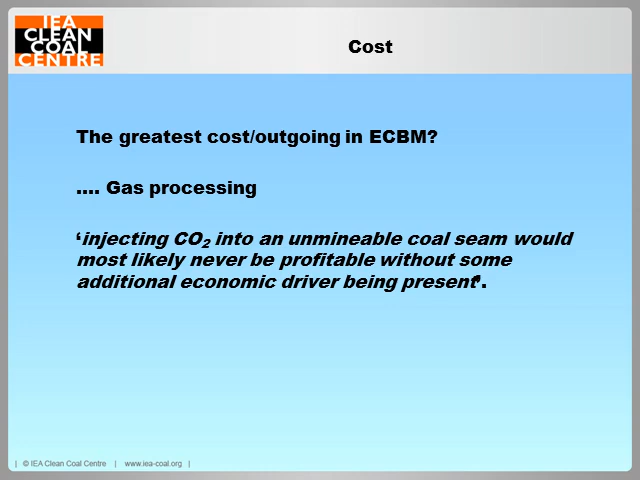 IEA
CLEAN
COAL
CENTRE
Cost
The greatest cost/outgoing in ECBM?
.... Gas processing
‘injecting CO₂ into an unmineable coal seam would
most likely never be profitable without some
additional economic driver being present’.
| © IEA Clean Coal Centre | www.iea-coal.org |